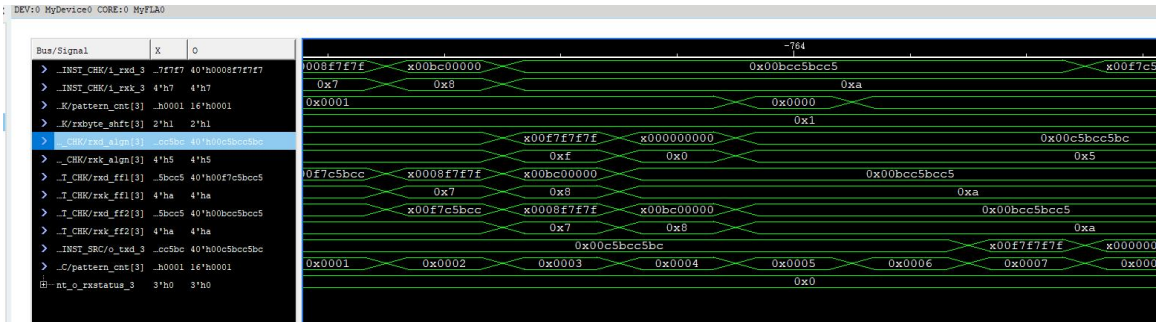 DEV:0 MyDevice0 CORE:0 MyFLA0
Bus/Signal X O -764
…INST_CHK/i_rxd_3 …7f7f7 40'h0008f7f7f7 0008f7f7f x00bc00000 0x00bcc5bcc5 x00f7c5
…INST_CHK/i_rxk_3 4'h7 4'h7 0x7 0x8 0xa
…K/pattern_cnt[3] …h0001 16'h0001 0x0001 0x0000
…K/rxbyte_shft[3] 2'h1 2'h1 0x1
…_CHK/rxd_algn[3] …cc5bc 40'h00c5bcc5bc x00f7f7f7f x000000000 0x00c5bcc5bc
…_CHK/rxk_algn[3] 4'h5 4'h5 0xf 0x0 0x5
…T_CHK/rxd_ff1[3] …5bcc5 40'h00f7c5bcc5 00f7c5bcc x0008f7f7f x00bc00000 0x00bcc5bcc5
…T_CHK/rxk_ff1[3] 4'ha 4'ha 0x7 0x8 0xa
…T_CHK/rxd_ff2[3] …5bcc5 40'h00bcc5bcc5 x00f7c5bcc x0008f7f7f x00bc00000 0x00bcc5bcc5
…T_CHK/rxk_ff2[3] 4'ha 4'ha 0x7 0x8 0xa
…INST_SRC/o_txd_3 …cc5bc 40'h00c5bcc5bc 0x00c5bcc5bc x00f7f7f7f x000000
…C/pattern_cnt[3] …h0001 16'h0001 0x0001 0x0002 0x0003 0x0004 0x0005 0x0006 0x0007 0x000
nt_o_rxstatus_3 3'h0 3'h0 0x0